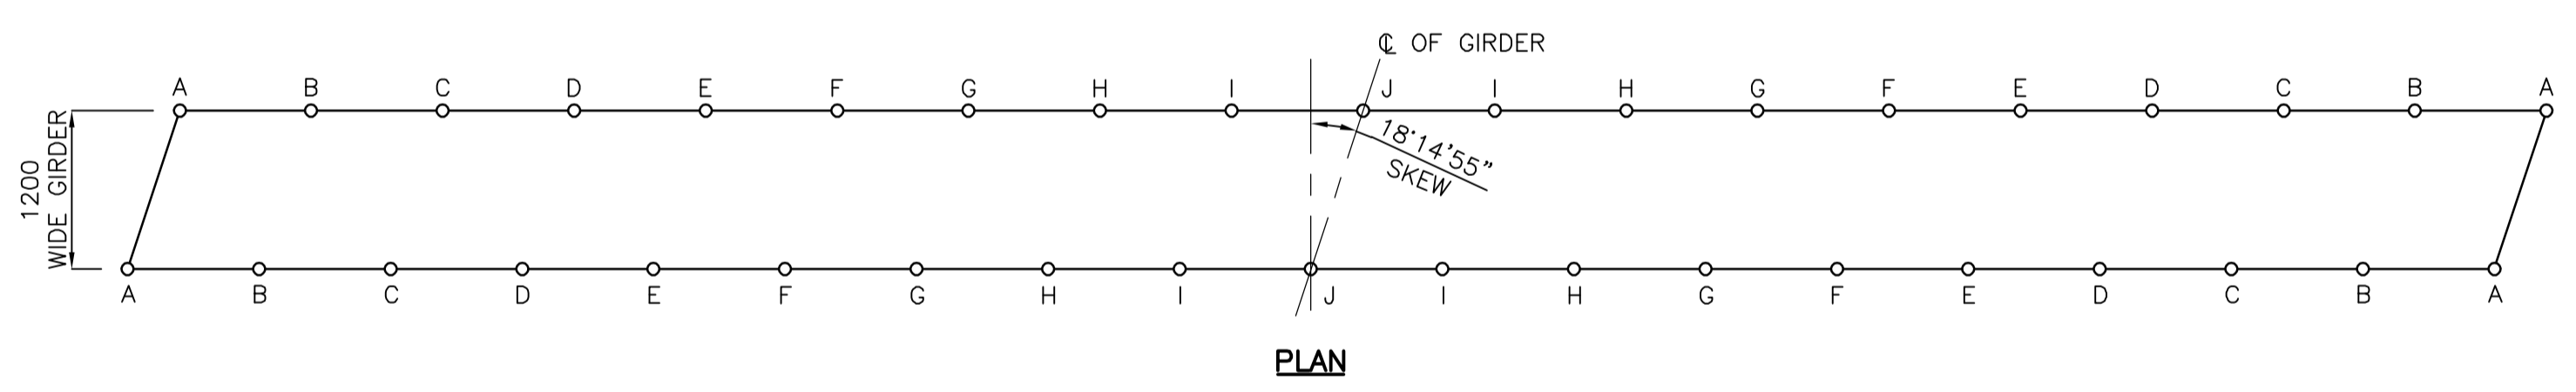 ℄ OF GIRDER
A B C D E F G H I J I H G F E D C B A
18°14'55"
SKEW
1200
WIDE GIRDER
A B C D E F G H I J I H G F E D C B A
PLAN